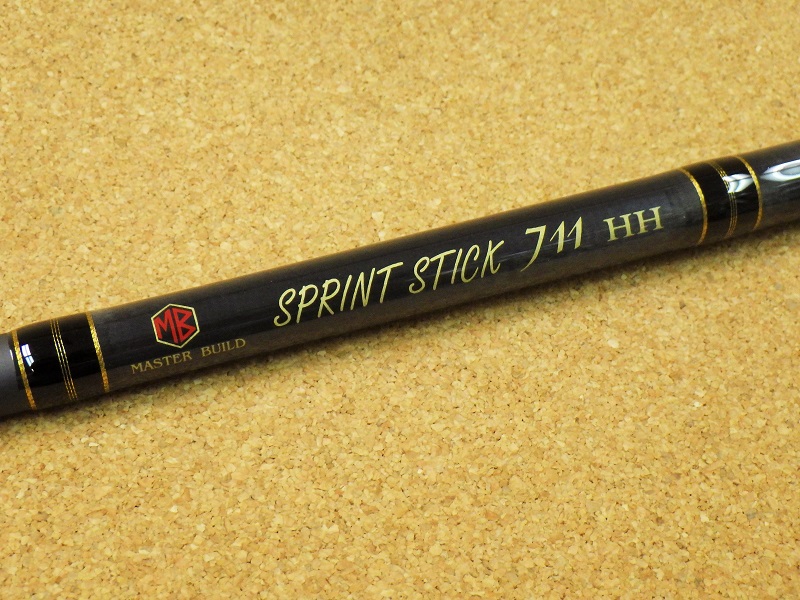 MB
MASTER BUILD
SPRINT STICK 711 HH